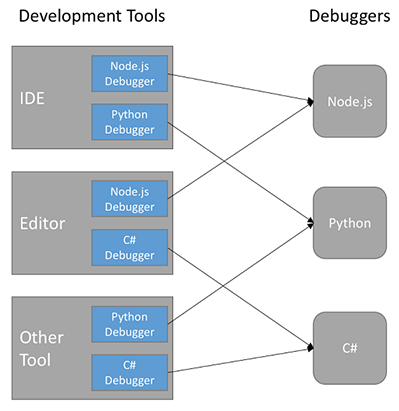 Development Tools
Debuggers
IDE
Node.js
Debugger
Python
Debugger
Node.js
Editor
Node.js
Debugger
C#
Debugger
Python
Other
Tool
Python
Debugger
C#
Debugger
C#